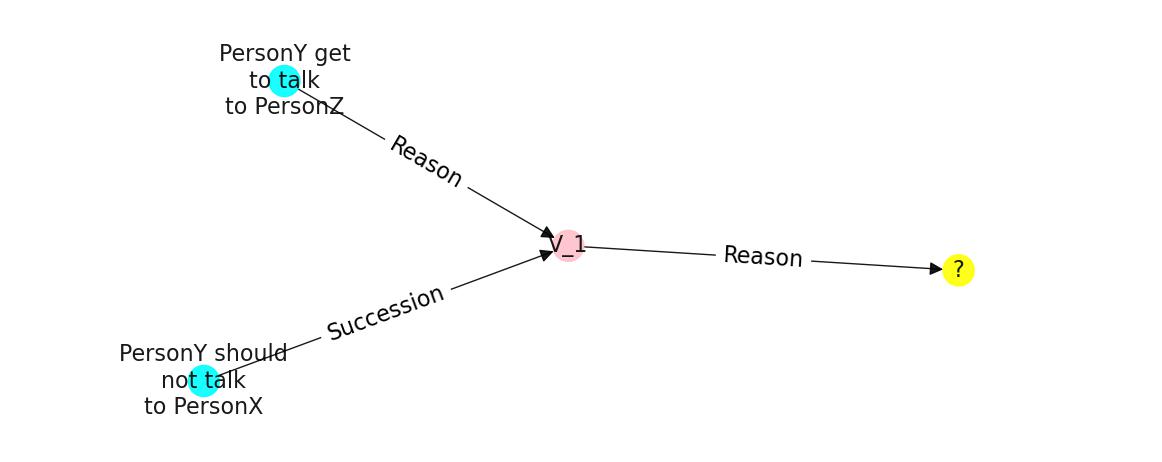 PersonY get
to talk
to PersonZ
Reason
V_1
Reason
?
Succession
PersonY should
not talk
to PersonX